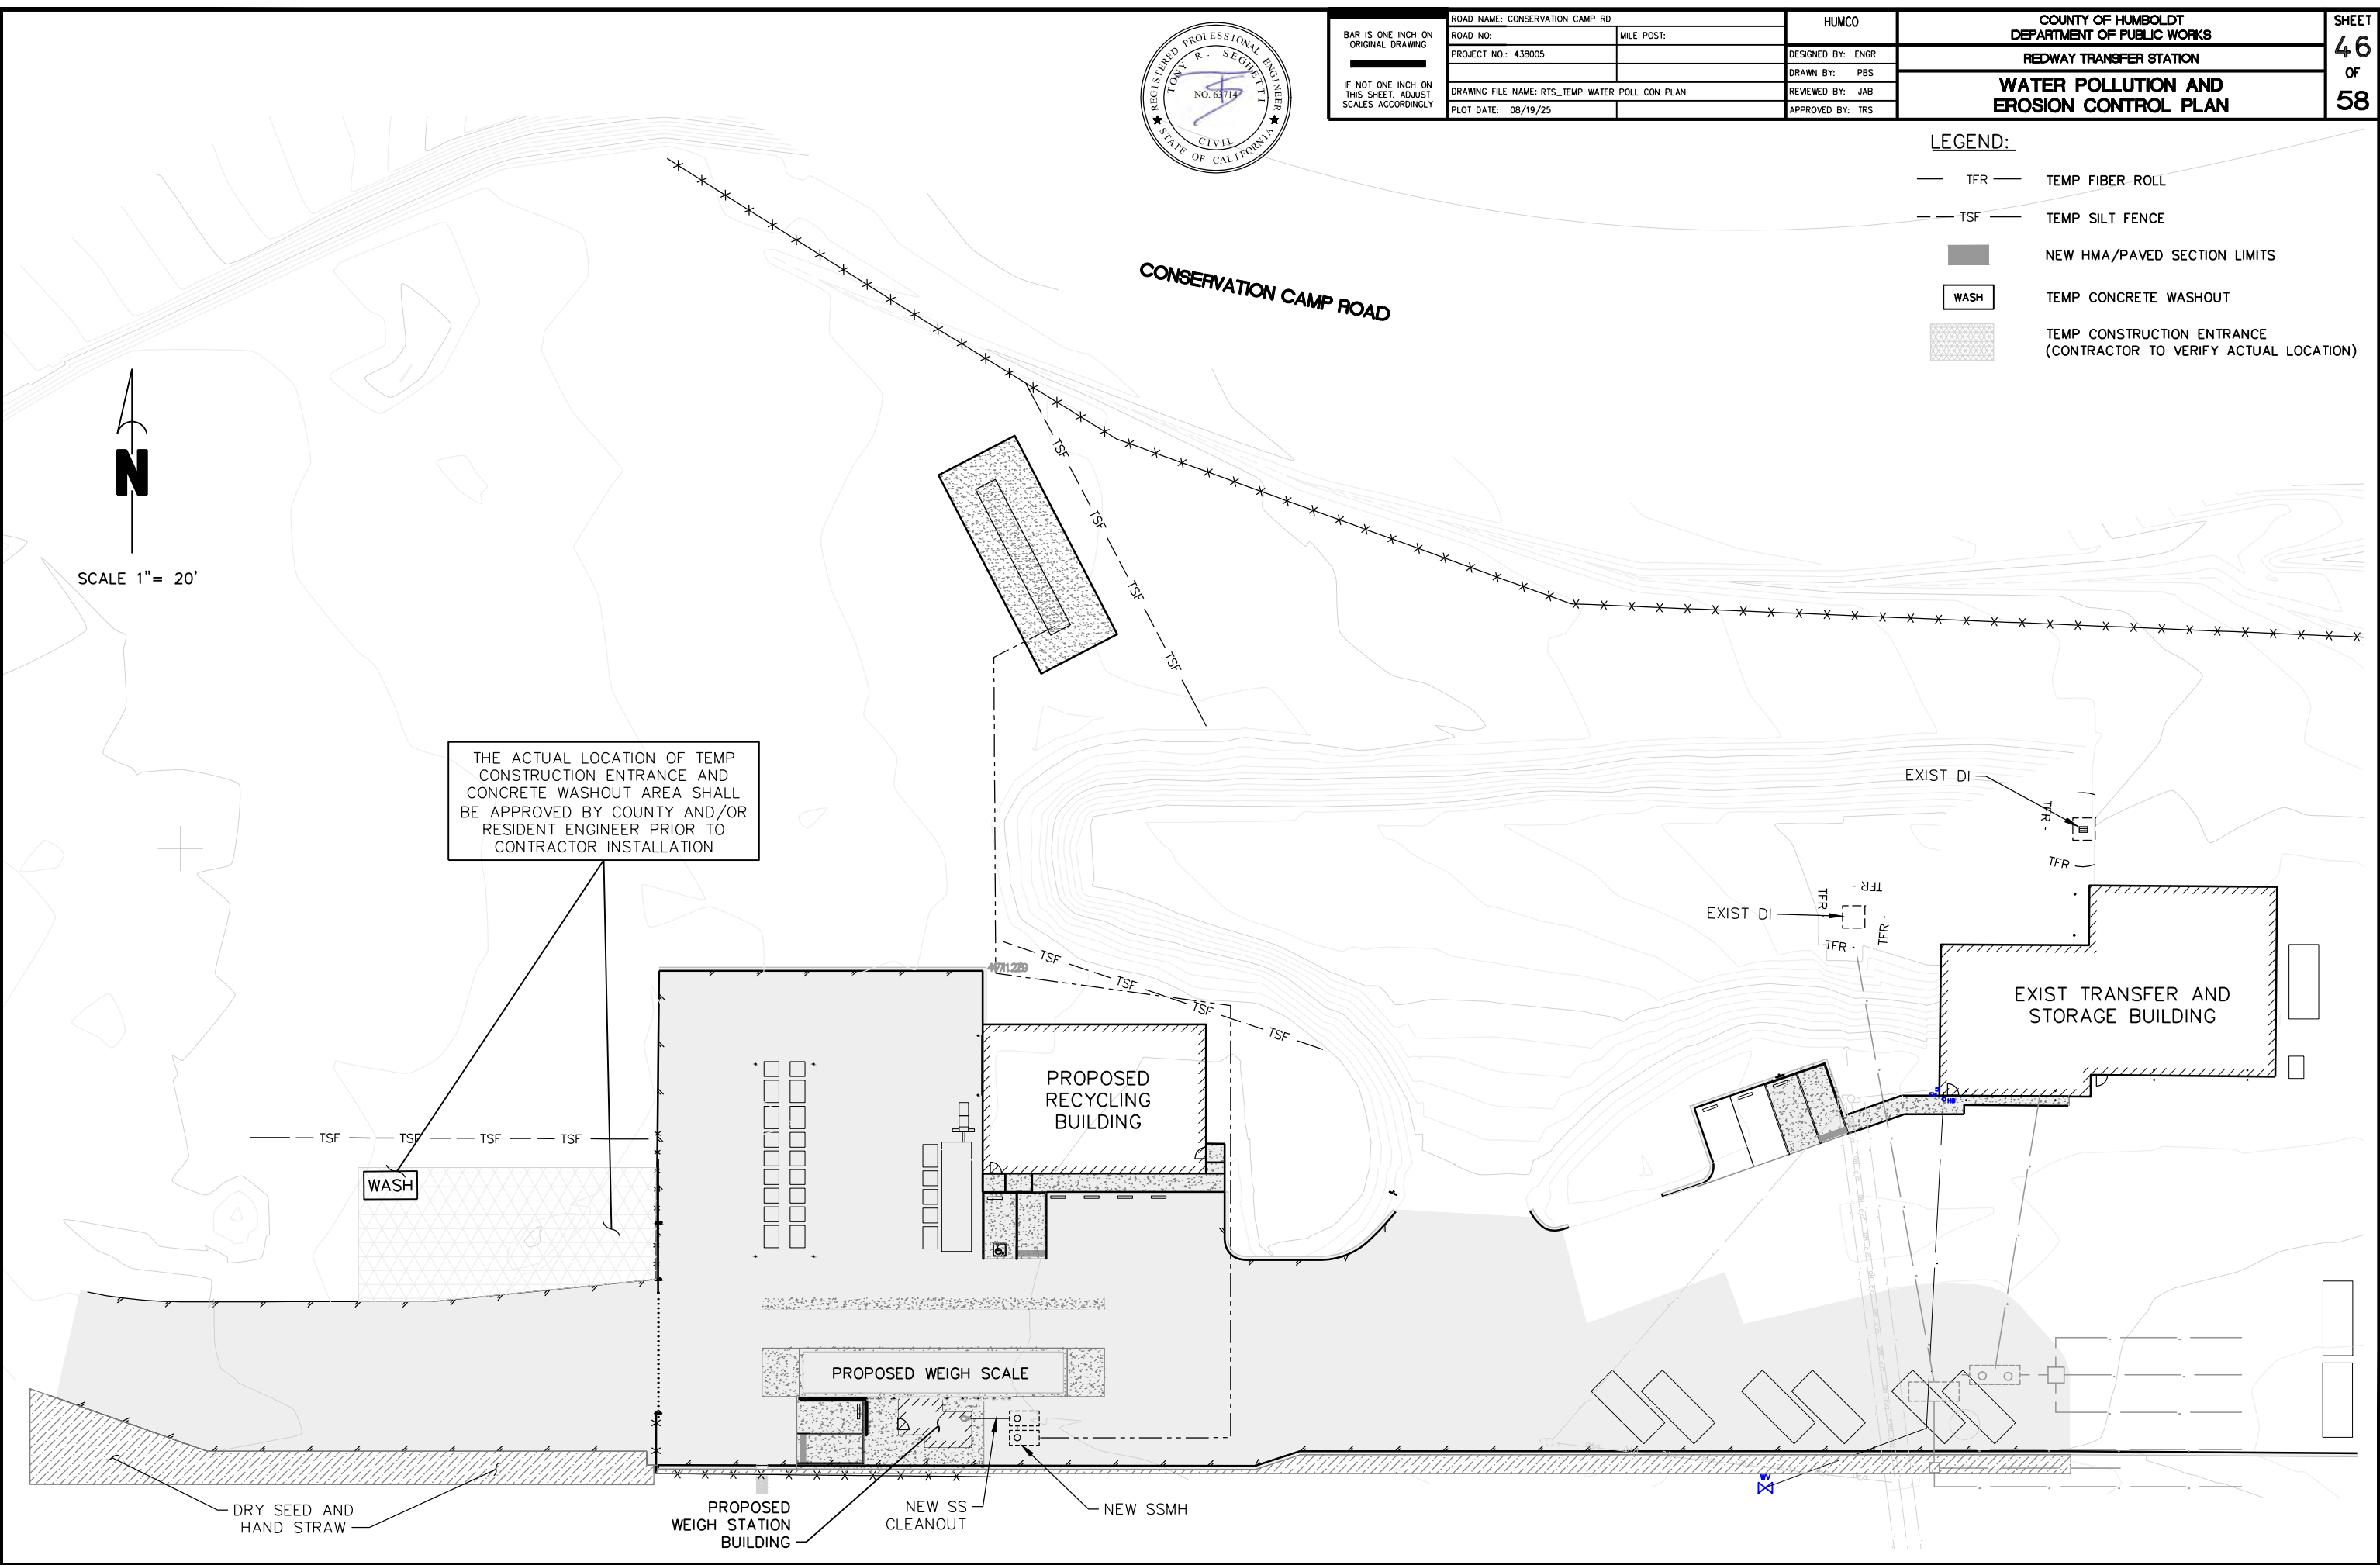 REGISTERED PROFESSIONAL ENGINEER
TONY R. SEGHETTI
NO. 63714
CIVIL
STATE OF CALIFORNIA
BAR IS ONE INCH ON
ORIGINAL DRAWING
IF NOT ONE INCH ON
THIS SHEET, ADJUST
SCALES ACCORDINGLY
ROAD NAME: CONSERVATION CAMP RD
ROAD NO:
MILE POST:
PROJECT NO.: 438005
DRAWING FILE NAME: RTS_TEMP WATER POLL CON PLAN
PLOT DATE: 08/19/25
HUMCO
DESIGNED BY: ENGR
DRAWN BY: PBS
REVIEWED BY: JAB
APPROVED BY: TRS
COUNTY OF HUMBOLDT
DEPARTMENT OF PUBLIC WORKS
REDWAY TRANSFER STATION
WATER POLLUTION AND
EROSION CONTROL PLAN
SHEET
46
OF
58
LEGEND:
TFR
TEMP FIBER ROLL
TSF
TEMP SILT FENCE
NEW HMA/PAVED SECTION LIMITS
WASH
TEMP CONCRETE WASHOUT
TEMP CONSTRUCTION ENTRANCE
(CONTRACTOR TO VERIFY ACTUAL LOCATION)
CONSERVATION CAMP ROAD
N
SCALE 1"= 20'
TSF
TSF
TSF
TSF
THE ACTUAL LOCATION OF TEMP
CONSTRUCTION ENTRANCE AND
CONCRETE WASHOUT AREA SHALL
BE APPROVED BY COUNTY AND/OR
RESIDENT ENGINEER PRIOR TO
CONTRACTOR INSTALLATION
EXIST DI
TFR
TFR
EXIST DI
TFR
TFR
TFR
TFR
TSF
TSF
TSF
TSF
EXIST TRANSFER AND
STORAGE BUILDING
PROPOSED
RECYCLING
BUILDING
TSF
TSF
TSF
TSF
WASH
PROPOSED WEIGH SCALE
WV
DRY SEED AND
HAND STRAW
PROPOSED
WEIGH STATION
BUILDING
NEW SS
CLEANOUT
NEW SSMH